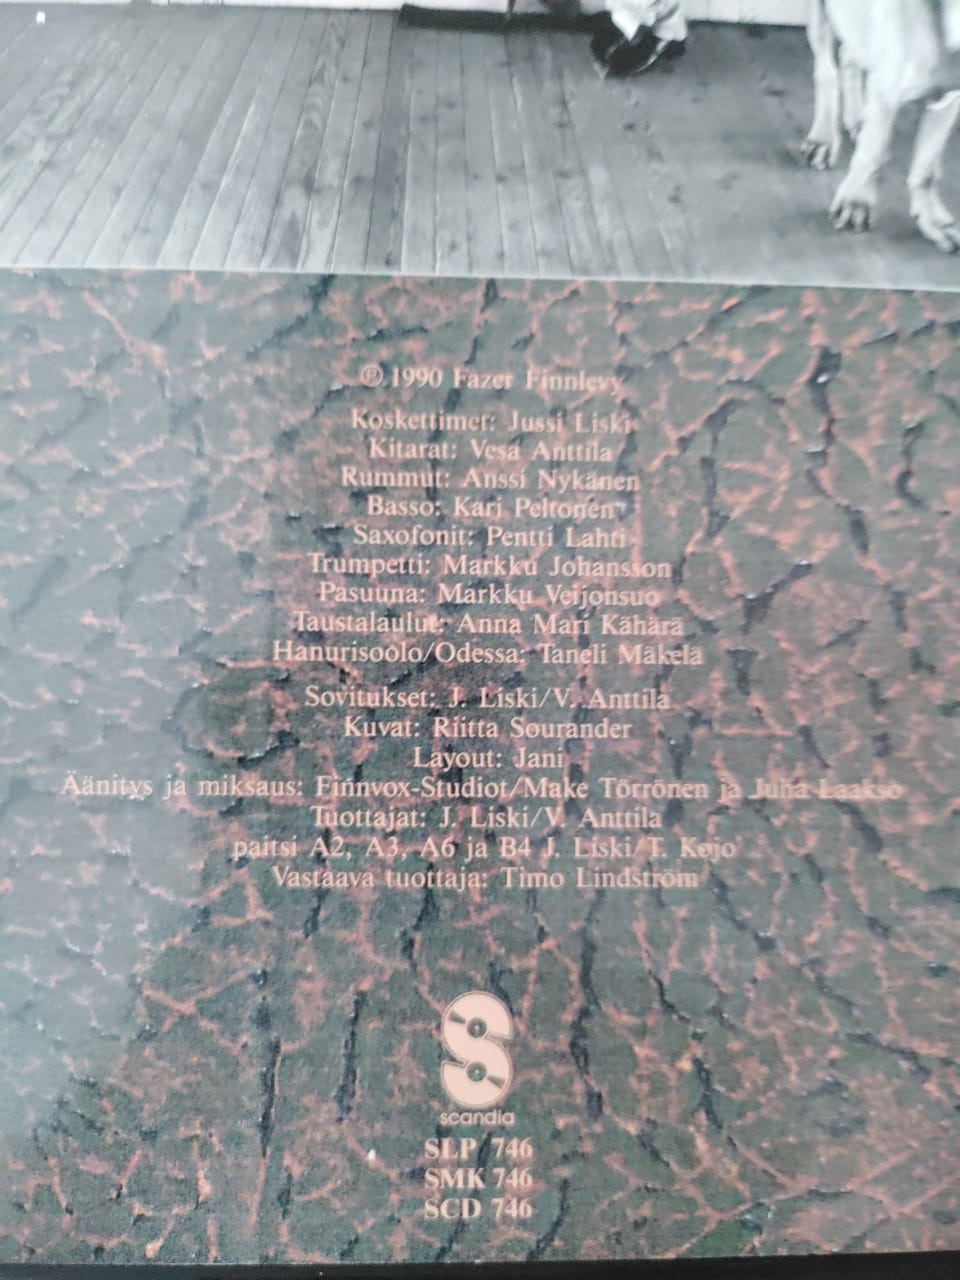 ℗ 1990 Fazer Finnlevy
Koskettimet: Jussi Liski
Kitarat: Vesa Anttila
Rummut: Anssi Nykänen
Basso: Kari Peltonen
Saxofonit: Pentti Lahti
Trumpetti: Markku Johansson
Pasuuna: Markku Veijonsuo
Taustalaulut: Anna Mari Kähärä
Hanurisoolo/Odessa: Taneli Mäkelä
Sovitukset: J. Liski/V. Anttila
Kuvat: Riitta Sourander
Layout: Jani
Äänitys ja miksaus: Finnvox-Studiot/Make Törrönen ja Juha Laakso
Tuottajat: J. Liski/V. Anttila
paitsi A2, A3, A6 ja B4 J. Liski/T. Kojo
Vastaava tuottaja: Timo Lindström
scandia
SLP 746
SMK 746
SCD 746